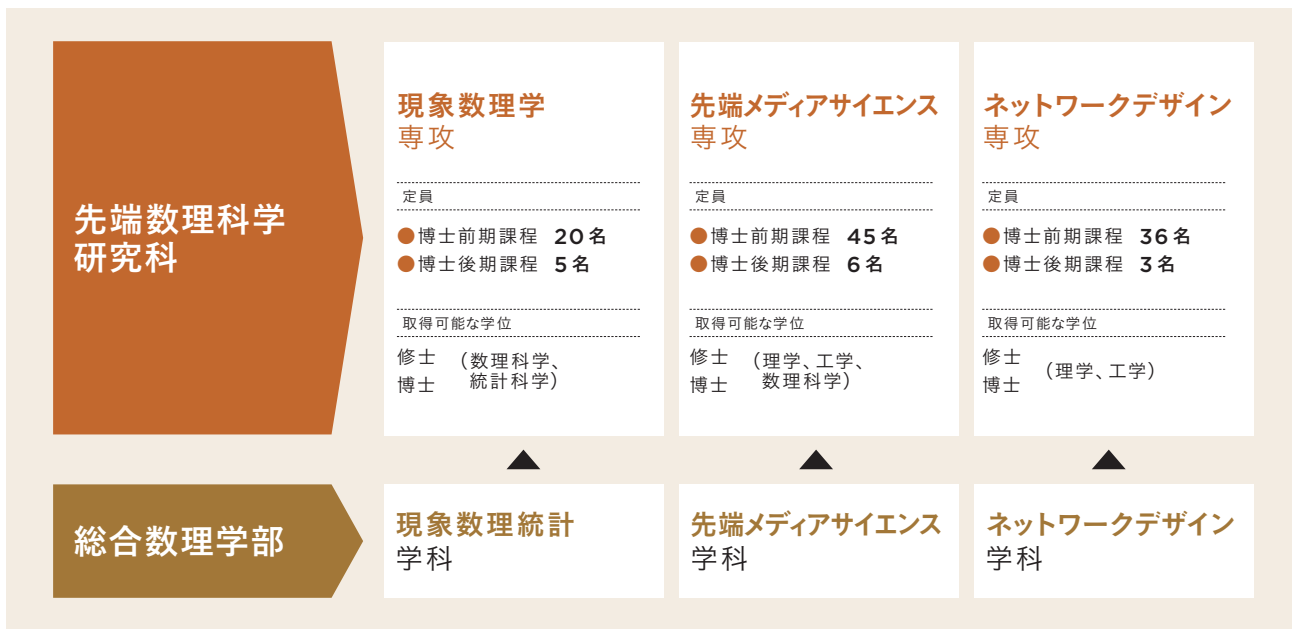 先端数理科学
研究科
現象数理学
専攻
定員
●博士前期課程 20名
●博士後期課程 5名
取得可能な学位
修士
博士
（数理科学、
統計科学）
先端メディアサイエンス
専攻
定員
●博士前期課程 45名
●博士後期課程 6名
取得可能な学位
修士
博士
（理学、工学、
数理科学）
ネットワークデザイン
専攻
定員
●博士前期課程 36名
●博士後期課程 3名
取得可能な学位
修士
博士
（理学、工学）
総合数理学部
現象数理統計
学科
先端メディアサイエンス
学科
ネットワークデザイン
学科